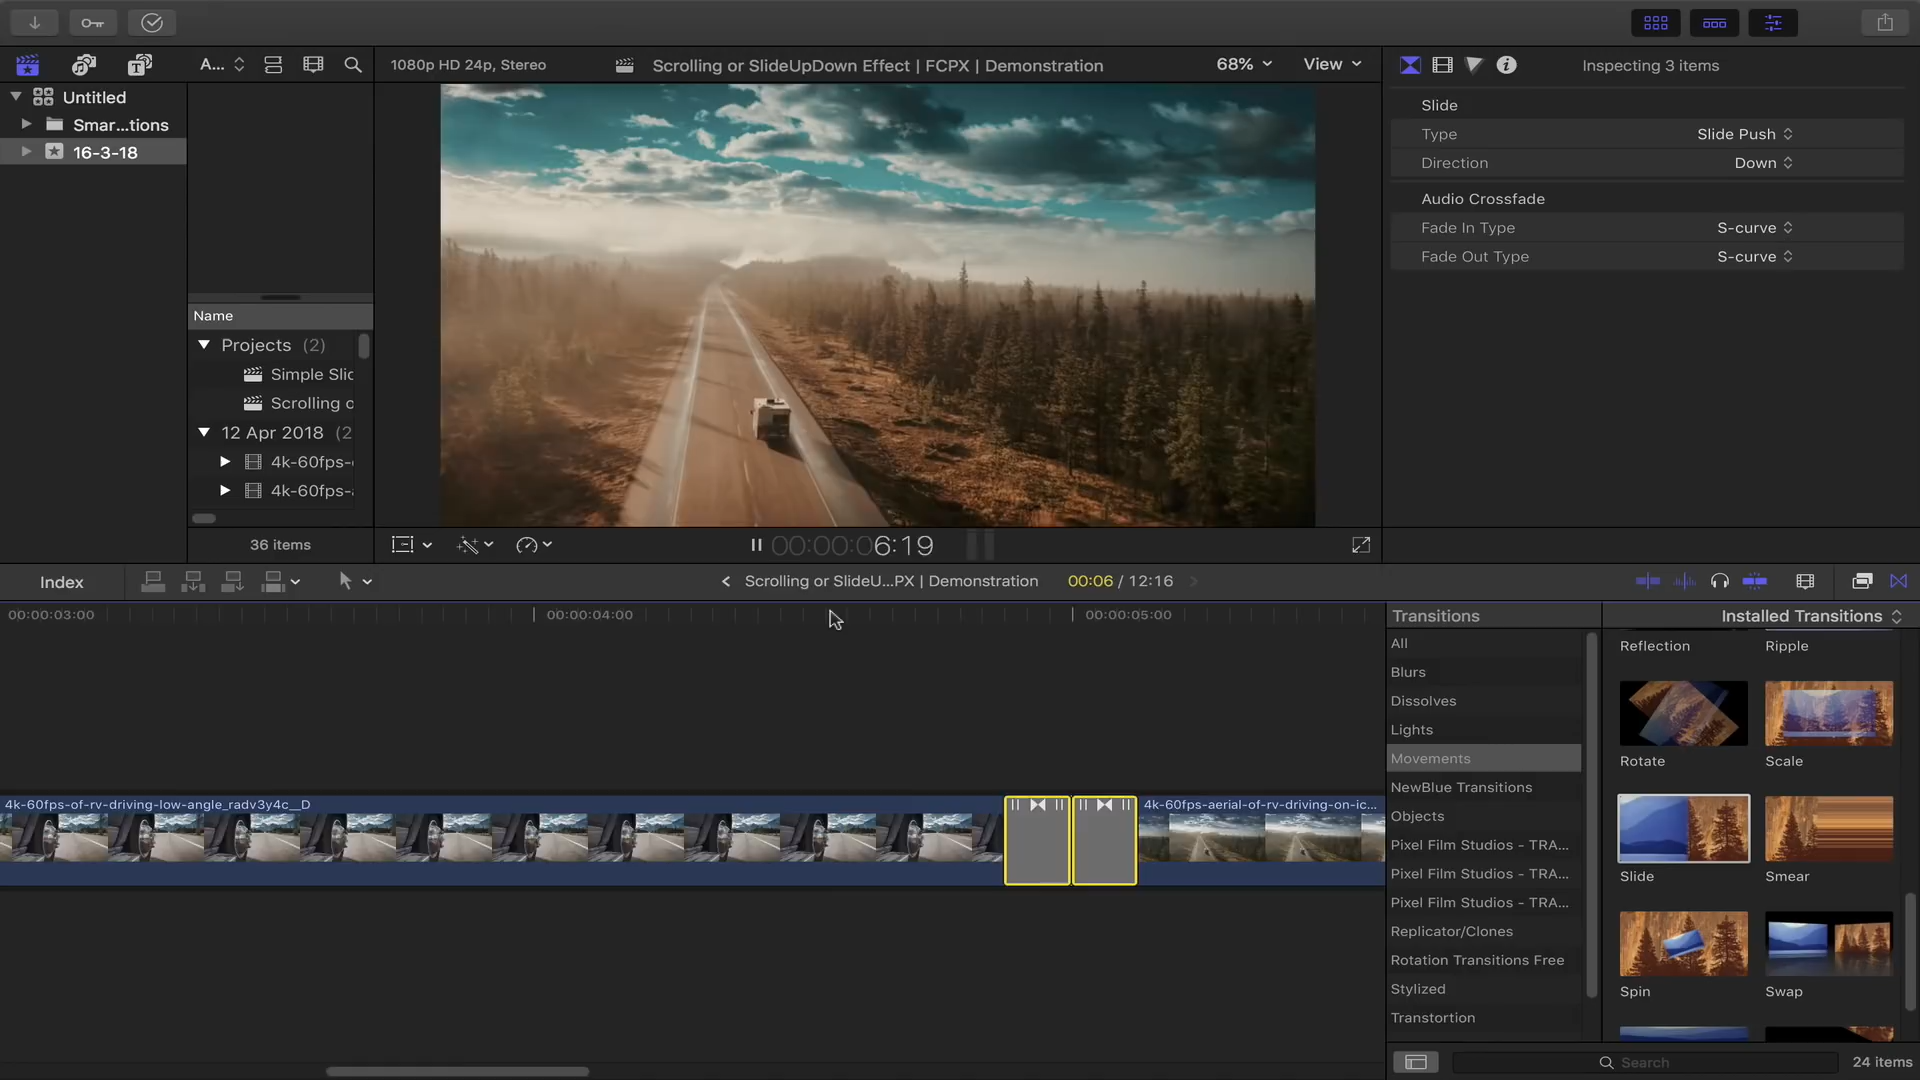 A...
1080p HD 24p, Stereo
Scrolling or SlideUpDown Effect | FCPX | Demonstration
68%
View
Inspecting 3 items
Untitled
Smar...tions
16-3-18
Name
Projects (2)
Simple Slid
Scrolling o
12 Apr 2018 (2
4k-60fps-
4k-60fps-
36 items
00:00:06:19
Slide
Type
Slide Push
Direction
Down
Audio Crossfade
Fade In Type
S-curve
Fade Out Type
S-curve
Index
Scrolling or SlideU...PX | Demonstration
00:06 / 12:16
00:00:03:00
00:00:04:00
00:00:05:00
4k-60fps-of-rv-driving-low-angle_radv3y4c__D
4k-60fps-aerial-of-rv-driving-on-ic...
Transitions
Installed Transitions
All
Blurs
Dissolves
Lights
Movements
NewBlue Transitions
Objects
Pixel Film Studios - TRA...
Pixel Film Studios - TRA...
Pixel Film Studios - TRA...
Replicator/Clones
Rotation Transitions Free
Stylized
Transtortion
Reflection
Ripple
Rotate
Scale
Slide
Smear
Spin
Swap
Search
24 items